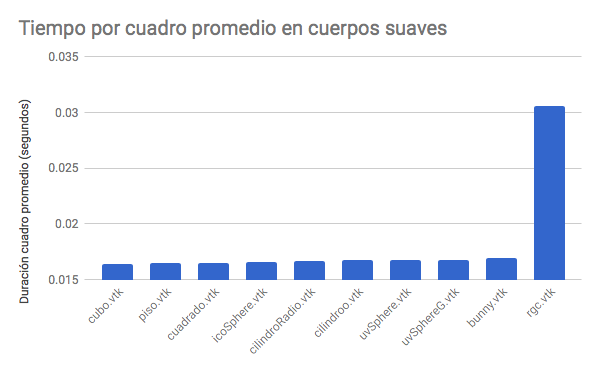 Tiempo por cuadro promedio en cuerpos suaves
Duración cuadro promedio (segundos)
0.035
0.03
0.025
0.02
0.015
cubo.vtk
piso.vtk
cuadrado.vtk
icoSphere.vtk
cilindroRadio.vtk
cilindroo.vtk
uvSphere.vtk
uvSphereG.vtk
bunny.vtk
rgc.vtk